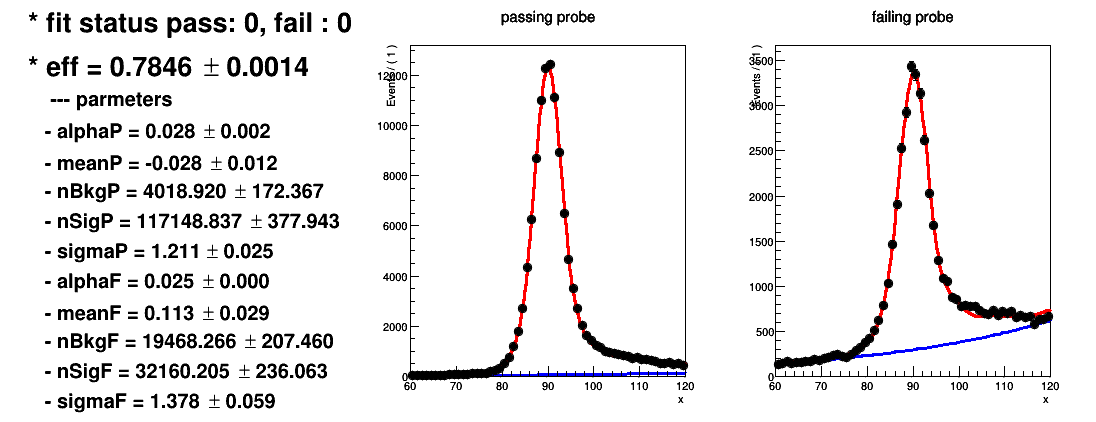 * fit status pass: 0, fail : 0
* eff = 0.7846 ± 0.0014
--- parmeters
- alphaP = 0.028 ± 0.002
- meanP = -0.028 ± 0.012
- nBkgP = 4018.920 ± 172.367
- nSigP = 117148.837 ± 377.943
- sigmaP = 1.211 ± 0.025
- alphaF = 0.025 ± 0.000
- meanF = 0.113 ± 0.029
- nBkgF = 19468.266 ± 207.460
- nSigF = 32160.205 ± 236.063
- sigmaF = 1.378 ± 0.059
passing probe
Events / ( 1 )
12000
10000
8000
6000
4000
2000
0
60 70 80 90 100 110 120
x
failing probe
Events / ( 1 )
3500
3000
2500
2000
1500
1000
500
0
60 70 80 90 100 110 120
x